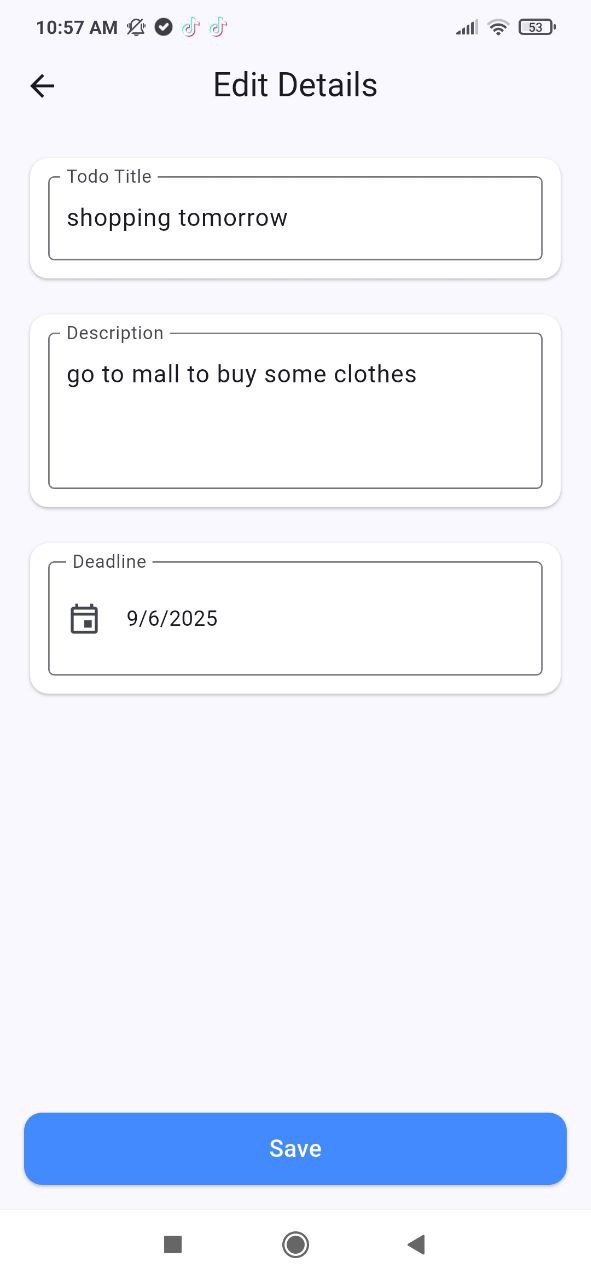 10:57 AM 53
Edit Details
Todo Title
shopping tomorrow
Description
go to mall to buy some clothes
Deadline
9/6/2025
Save